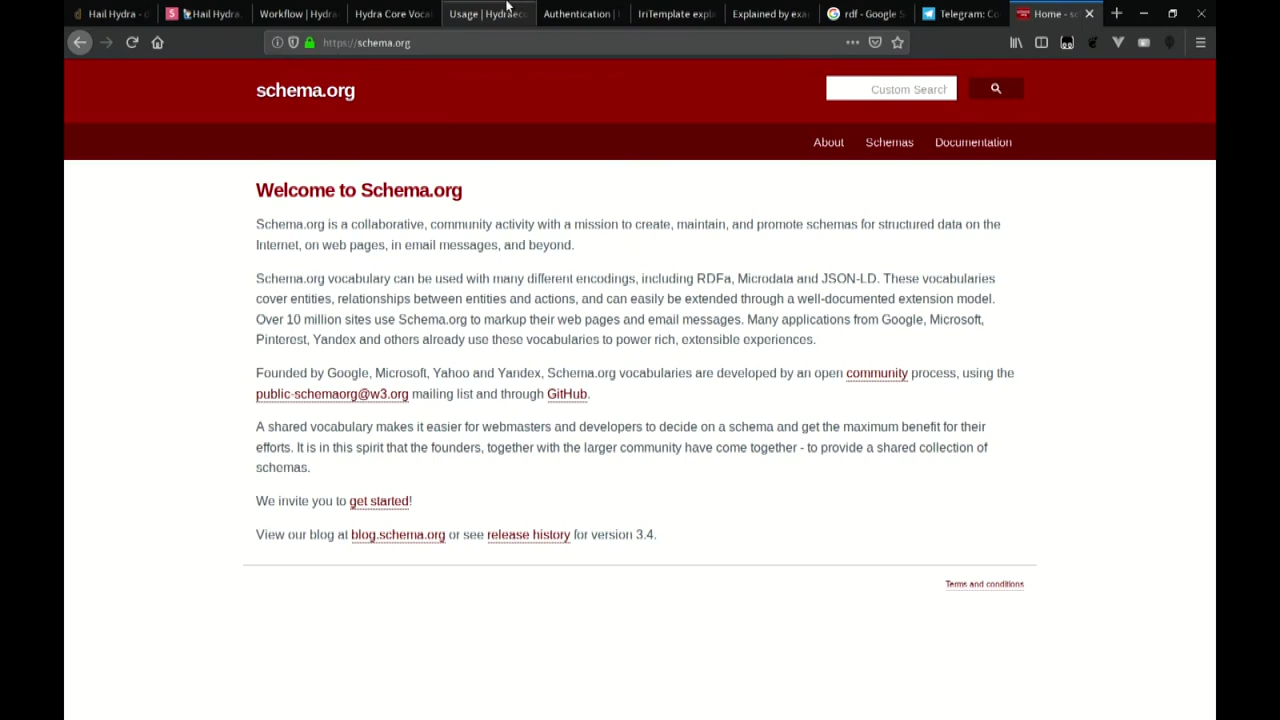 Hail Hydra
Hail Hydra,
Workflow | Hydra
Hydra Core Voca
Usage | Hydraec
Authentication |
IriTemplate expl
Explained by exa
rdf - Google S
Telegram: Co
Home - sc
https://schema.org
schema.org
Custom Search
About Schemas Documentation
Welcome to Schema.org
Schema.org is a collaborative, community activity with a mission to create, maintain, and promote schemas for structured data on the
Internet, on web pages, in email messages, and beyond.
Schema.org vocabulary can be used with many different encodings, including RDFa, Microdata and JSON-LD. These vocabularies
cover entities, relationships between entities and actions, and can easily be extended through a well-documented extension model.
Over 10 million sites use Schema.org to markup their web pages and email messages. Many applications from Google, Microsoft,
Pinterest, Yandex and others already use these vocabularies to power rich, extensible experiences.
Founded by Google, Microsoft, Yahoo and Yandex, Schema.org vocabularies are developed by an open community process, using the
public-schemaorg@w3.org mailing list and through GitHub.
A shared vocabulary makes it easier for webmasters and developers to decide on a schema and get the maximum benefit for their
efforts. It is in this spirit that the founders, together with the larger community have come together - to provide a shared collection of
schemas.
We invite you to get started!
View our blog at blog.schema.org or see release history for version 3.4.
Terms and conditions